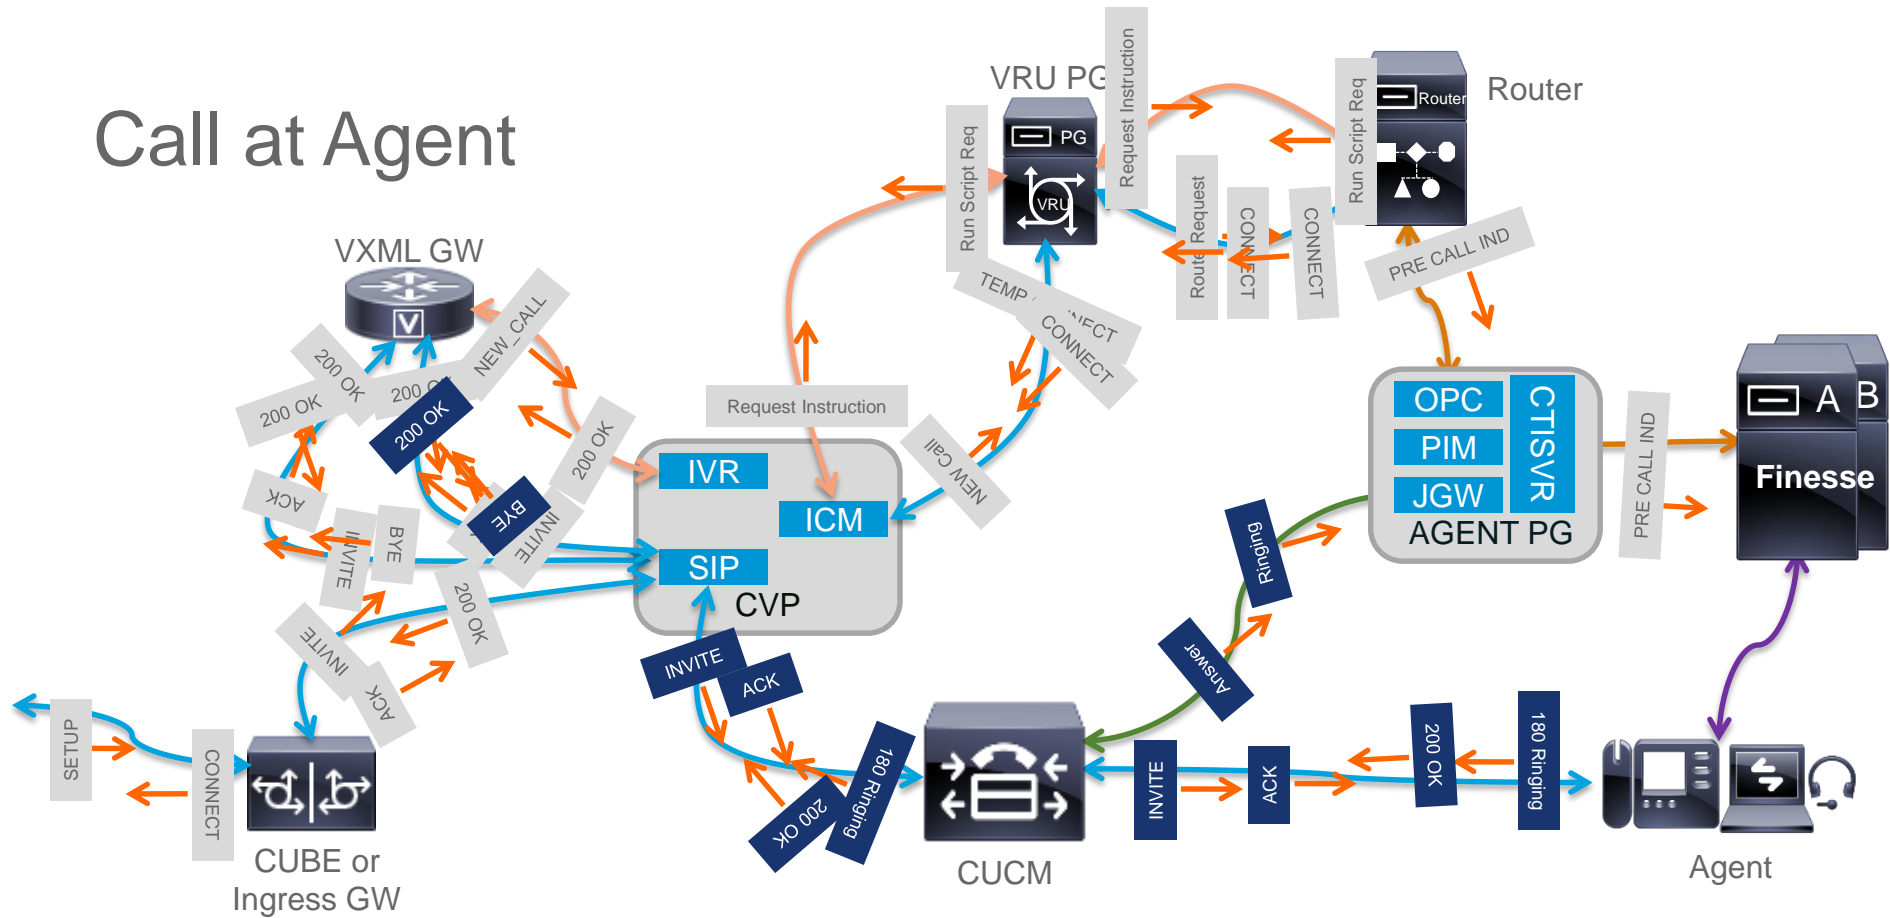 Call at Agent
VRU PG
Router
Request Instruction
Run Script Req
Router
PG
VRU
Run Script Req
Route Request
CONNECT
CONNECT
PRE CALL IND
VXML GW
V
NEW_CALL
200 OK
200 OK
200 OK
200 OK
TEMP
NECT
CONNECT
Request Instruction
NEW Call
200 OK
IVR
ICM
SIP
CVP
ACK
INVITE
BYE
BYE
INVITE
200 OK
INVITE
ACK
OPC
PIM
JGW
CTISVR
AGENT PG
PRE CALL IND
A
B
Finesse
Ringing
Answer
INVITE
ACK
200 OK
180 Ringing
SETUP
CONNECT
CUBE or
Ingress GW
CUCM
INVITE
ACK
200 OK
180 Ringing
Agent